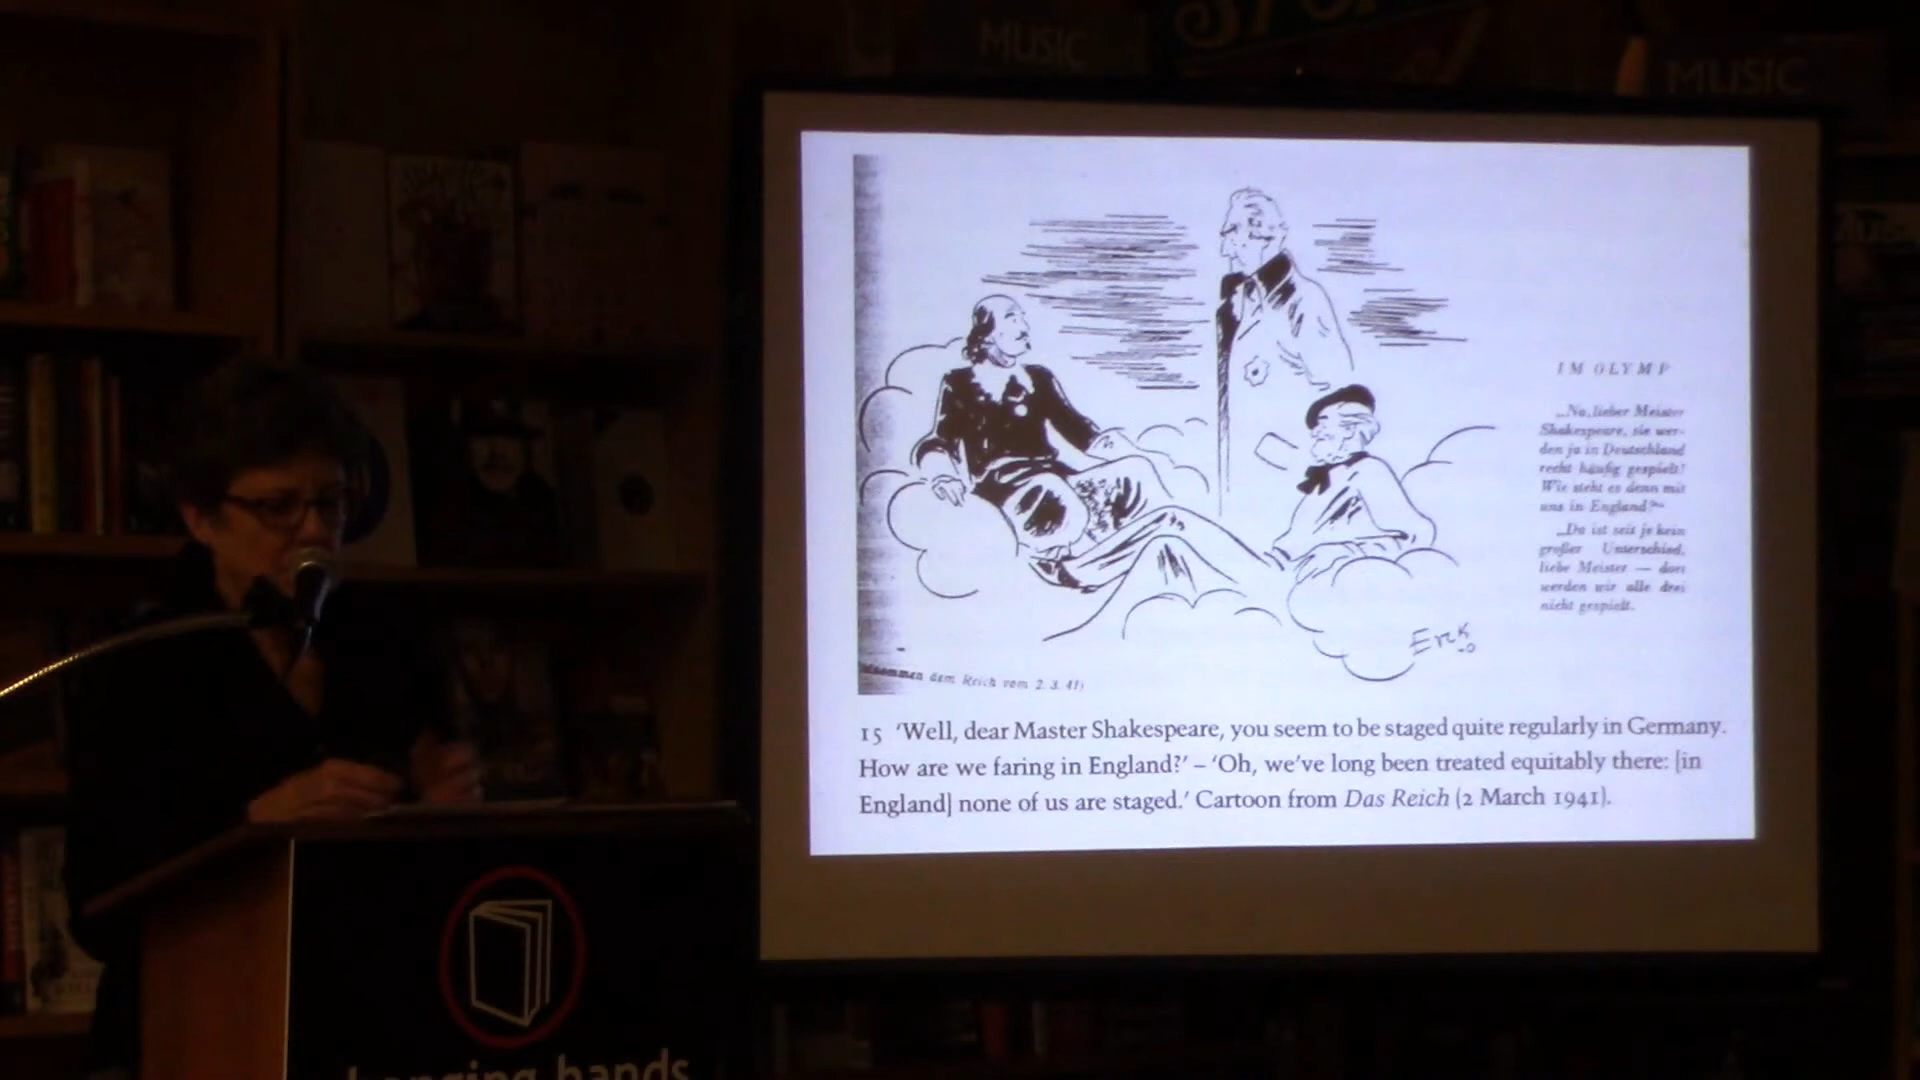 MUSIC
MUSIC
IM OLYMP
„Na, lieber Meister
Shakespeare, sie wer-
den ja in Deutschland
recht häufig gespielt!
Wie steht es denn mit
uns in England?"
„Da ist seit je kein
großer Unterschied,
liebe Meister — dort
werden wir alle drei
nicht gespielt.
Erik
dem Reich vom 2. 3. 41)
15 ‘Well, dear Master Shakespeare, you seem to be staged quite regularly in Germany.
How are we faring in England?’ – ‘Oh, we’ve long been treated equitably there: [in
England] none of us are staged.’ Cartoon from Das Reich (2 March 1941).
hands